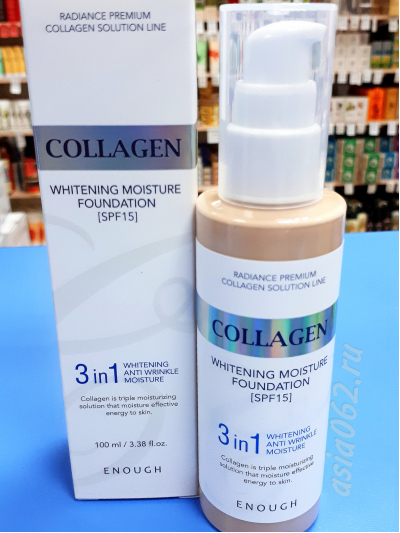 RADIANCE PREMIUM
COLLAGEN SOLUTION LINE
COLLAGEN
WHITENING MOISTURE
FOUNDATION
[SPF15]
3 in 1
WHITENING
ANTI WRINKLE
MOISTURE
Collagen is triple moisturizing
solution that moisture effective
energy to skin.
100 ml / 3.38 fl.oz.
ENOUGH
RADIANCE PREMIUM
COLLAGEN SOLUTION LINE
COLLAGEN
WHITENING MOISTURE
FOUNDATION
[SPF15]
3 in 1
WHITENING
ANTI WRINKLE
MOISTURE
Collagen is triple moisturizing
solution that moisture effective
energy to skin.
ENOUGH
asia062.ru